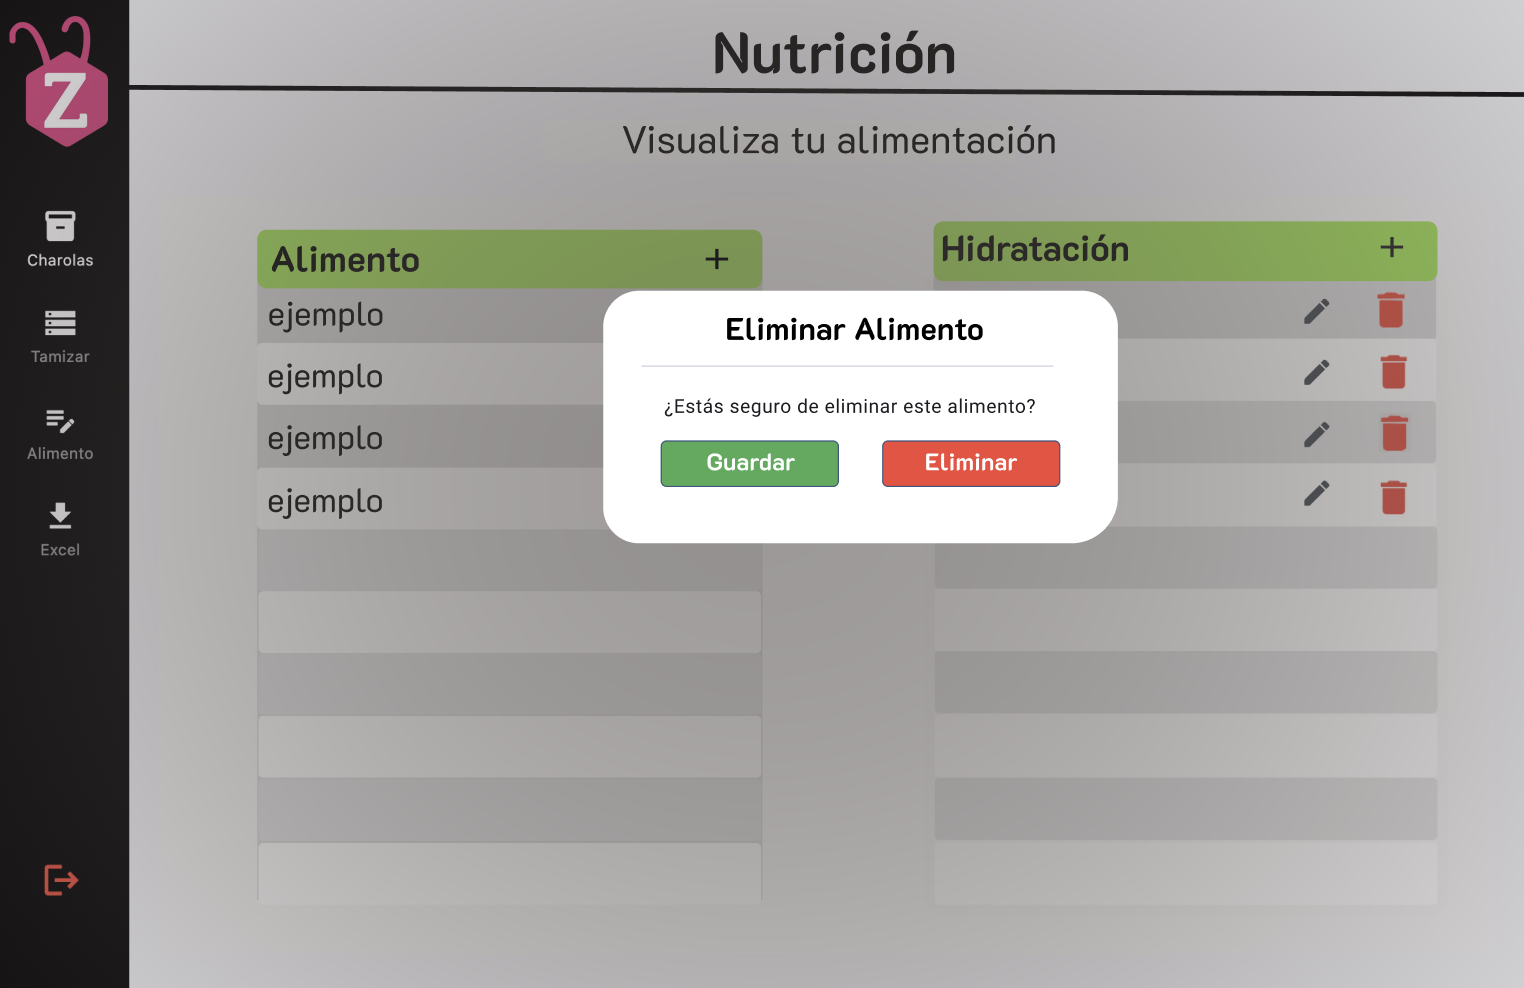 Z
Nutrición
Visualiza tu alimentación
Charolas
Tamizar
Alimento
Excel
Alimento +
ejemplo
ejemplo
ejemplo
ejemplo
Hidratación +
Eliminar Alimento
¿Estás seguro de eliminar este alimento?
Guardar
Eliminar